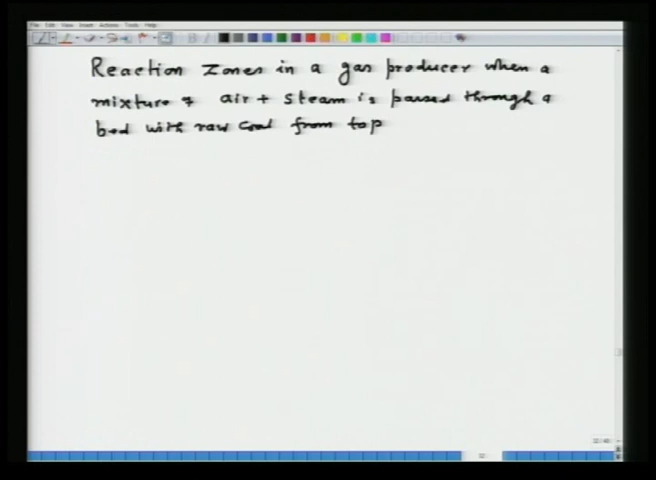 Reaction Zones in a gas producer when a
mixture of air + steam is passed through a
bed with raw coal from top